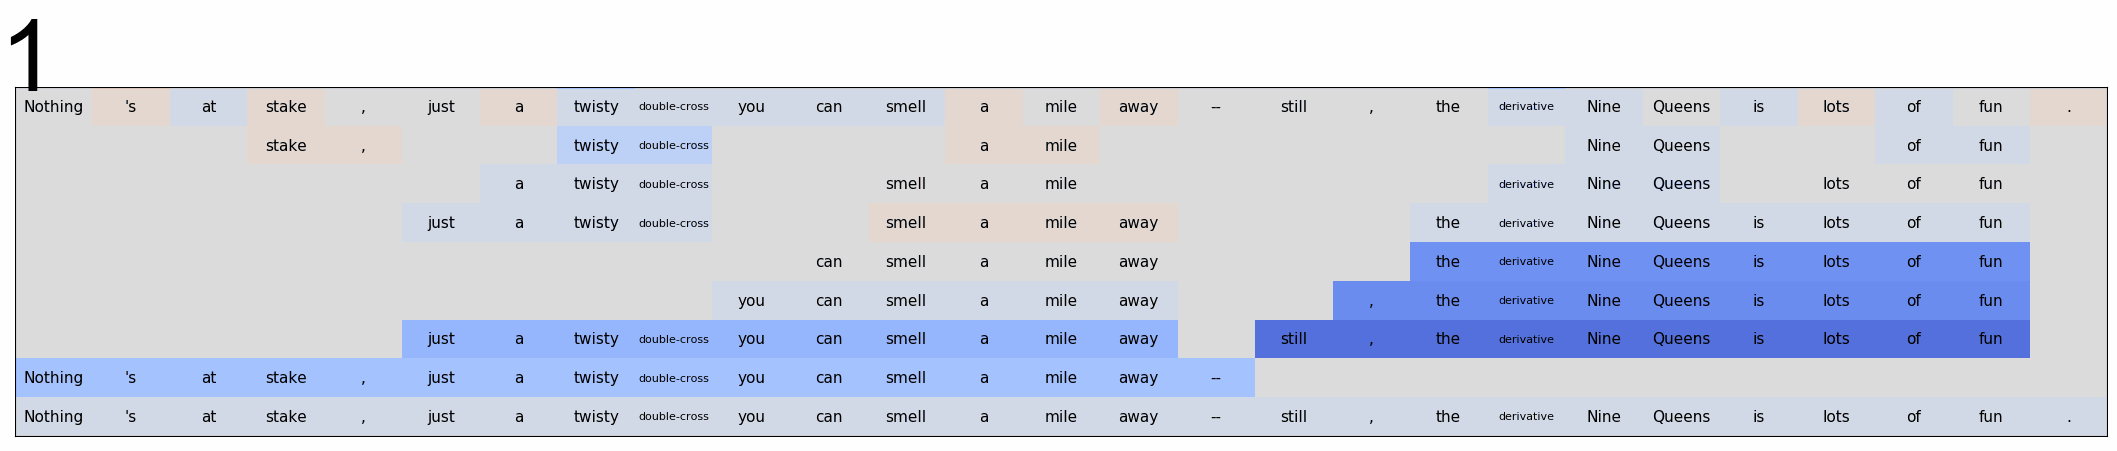 1
Nothing 's at stake , just a twisty double-cross you can smell a mile away -- still , the derivative Nine Queens is lots of fun .
stake , twisty double-cross a mile Nine Queens of fun
a twisty double-cross smell a mile derivative Nine Queens lots of fun
just a twisty double-cross smell a mile away the derivative Nine Queens is lots of fun
can smell a mile away the derivative Nine Queens is lots of fun
you can smell a mile away , the derivative Nine Queens is lots of fun
just a twisty double-cross you can smell a mile away still , the derivative Nine Queens is lots of fun
Nothing 's at stake , just a twisty double-cross you can smell a mile away --
Nothing 's at stake , just a twisty double-cross you can smell a mile away -- still , the derivative Nine Queens is lots of fun .